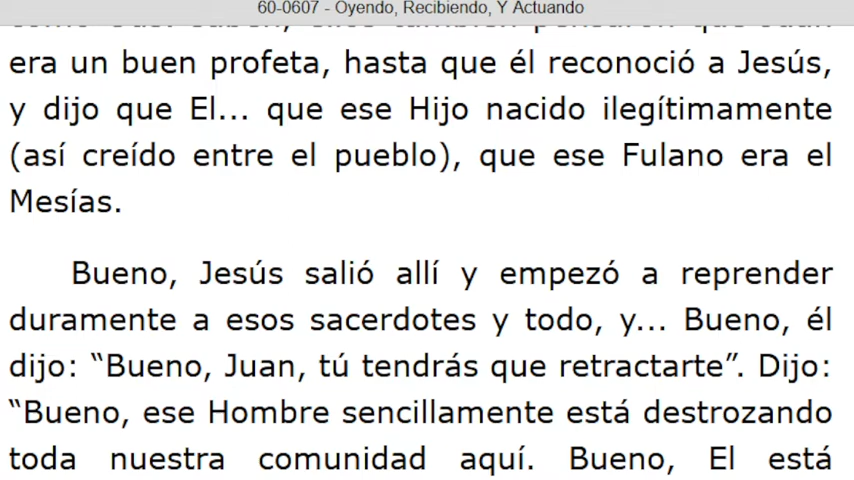 60-0607 - Oyendo, Recibiendo, Y Actuando
era un buen profeta, hasta que él reconoció a Jesús,
y dijo que El... que ese Hijo nacido ilegítimamente
(así creído entre el pueblo), que ese Fulano era el
Mesías.
Bueno, Jesús salió allí y empezó a reprender
duramente a esos sacerdotes y todo, y... Bueno, él
dijo: “Bueno, Juan, tú tendrás que retractarte”. Dijo:
“Bueno, ese Hombre sencillamente está destrozando
toda nuestra comunidad aquí. Bueno, El está